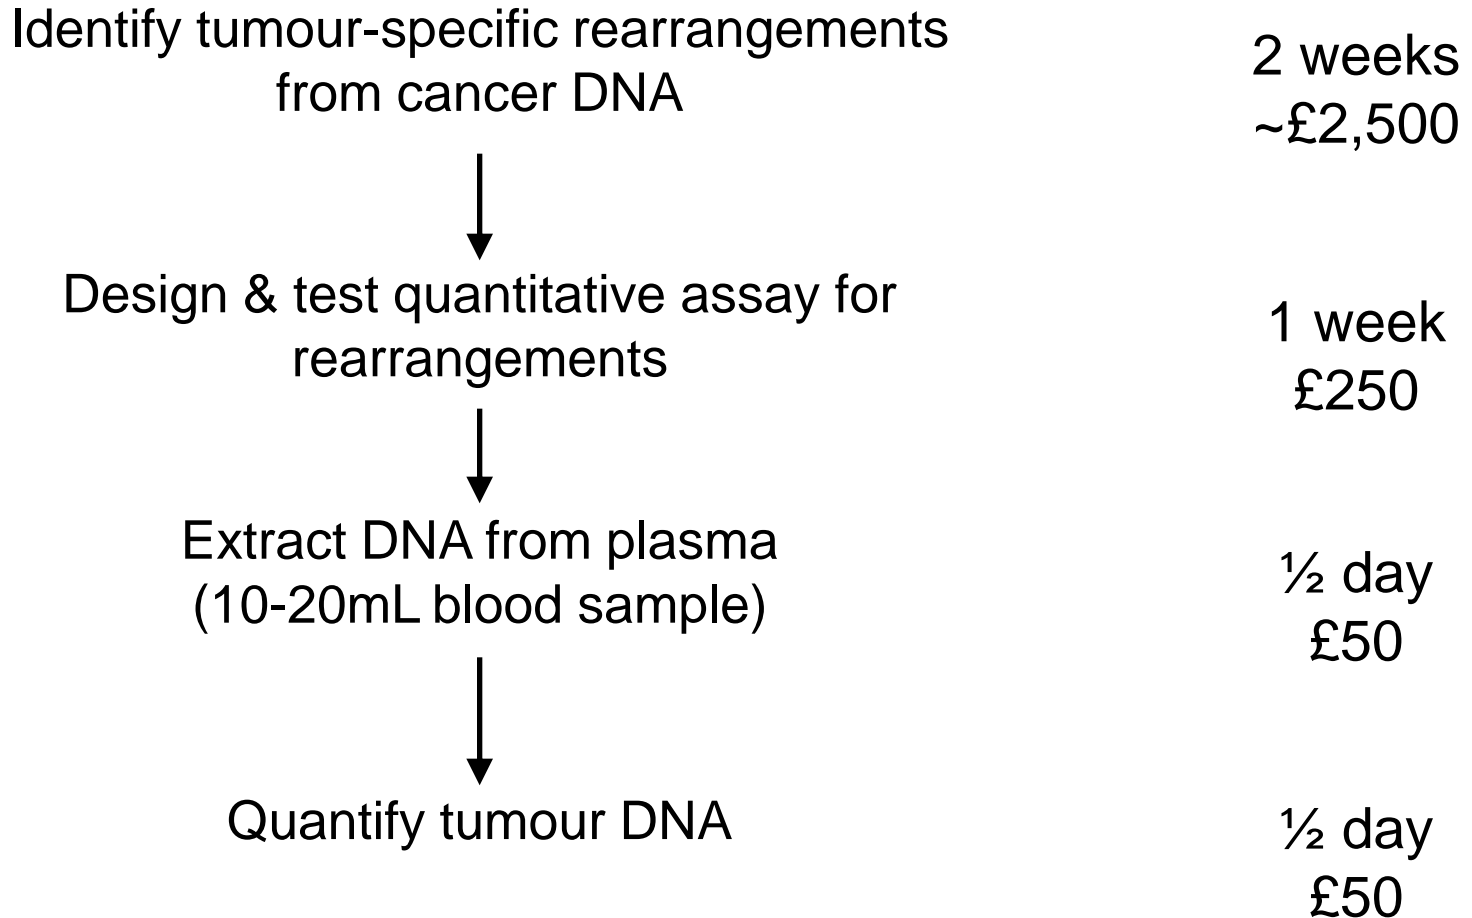 Identify tumour-specific rearrangements
from cancer DNA
2 weeks
~£2,500
Design & test quantitative assay for
rearrangements
1 week
£250
Extract DNA from plasma
(10-20mL blood sample)
½ day
£50
Quantify tumour DNA
½ day
£50